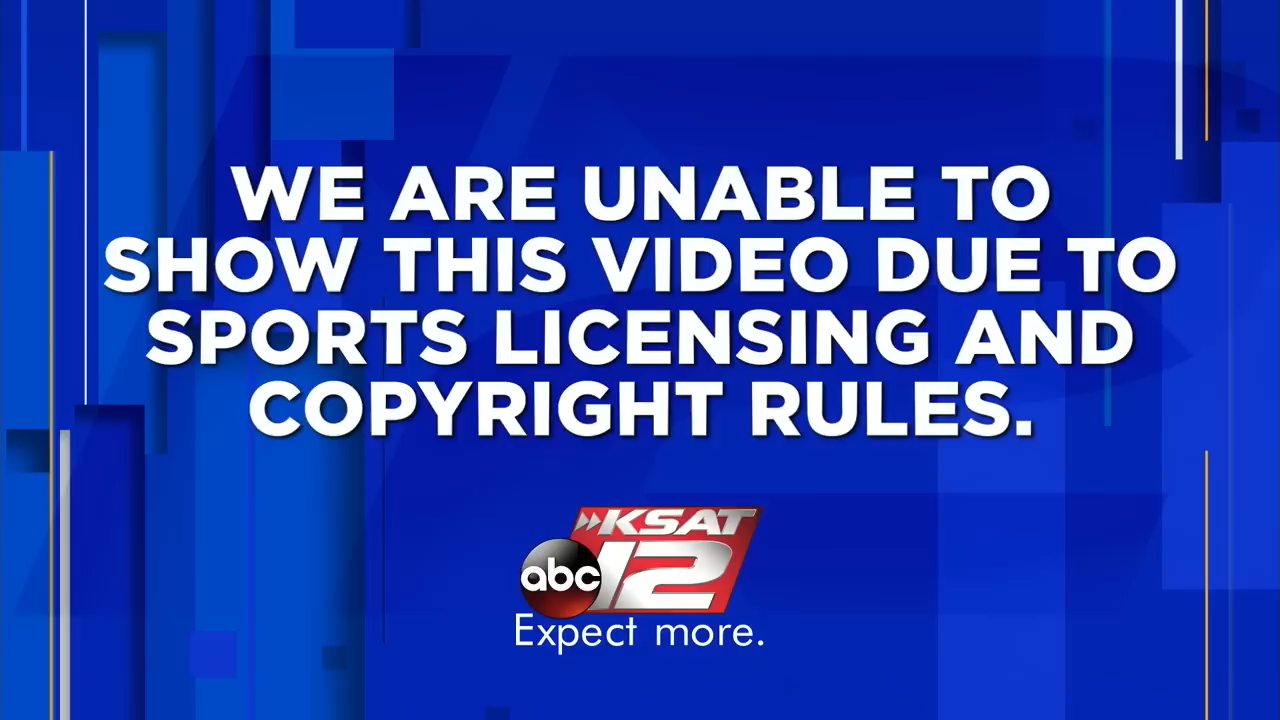 WE ARE UNABLE TO
SHOW THIS VIDEO DUE TO
SPORTS LICENSING AND
COPYRIGHT RULES.
KSAT
abc 12
Expect more.